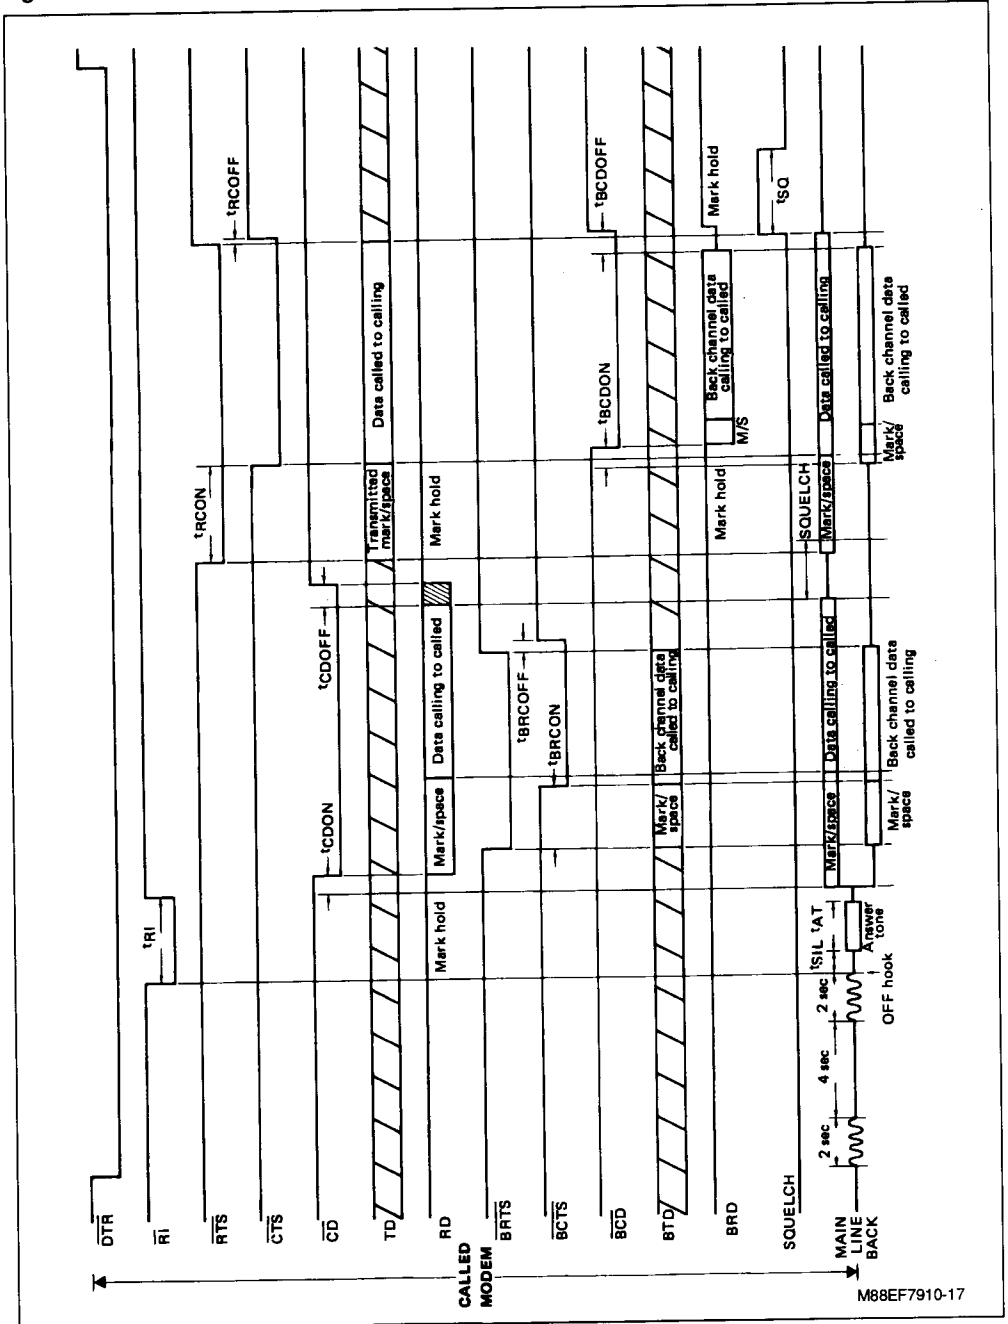 DTR
RI
tRI
RTS
tRCON
CTS
tRCOFF
CD
tCDON
tCDOFF
TD
Transmitted
mark/space
Data called to calling
RD
Mark hold
Mark/space
Data calling to called
Mark hold
BRTS
tBRCOFF
BCTS
tBRCON
BCD
tBCDON
tBCDOFF
BTD
Mark/
space
Back channel data
called to calling
BRD
Mark hold
M/S
Back channel data
calling to called
Mark hold
SQUELCH
SQUELCH
tSQ
MAIN
LINE
BACK
2 sec
4 sec
2 sec
tSIL
tAT
OFF hook
Answer
tone
Mark/space
Data calling to called
Mark/space
Data called to calling
Mark/
space
Back channel data
called to calling
Mark/
space
Back channel data
calling to called
CALLED
MODEM
M88EF7910-17